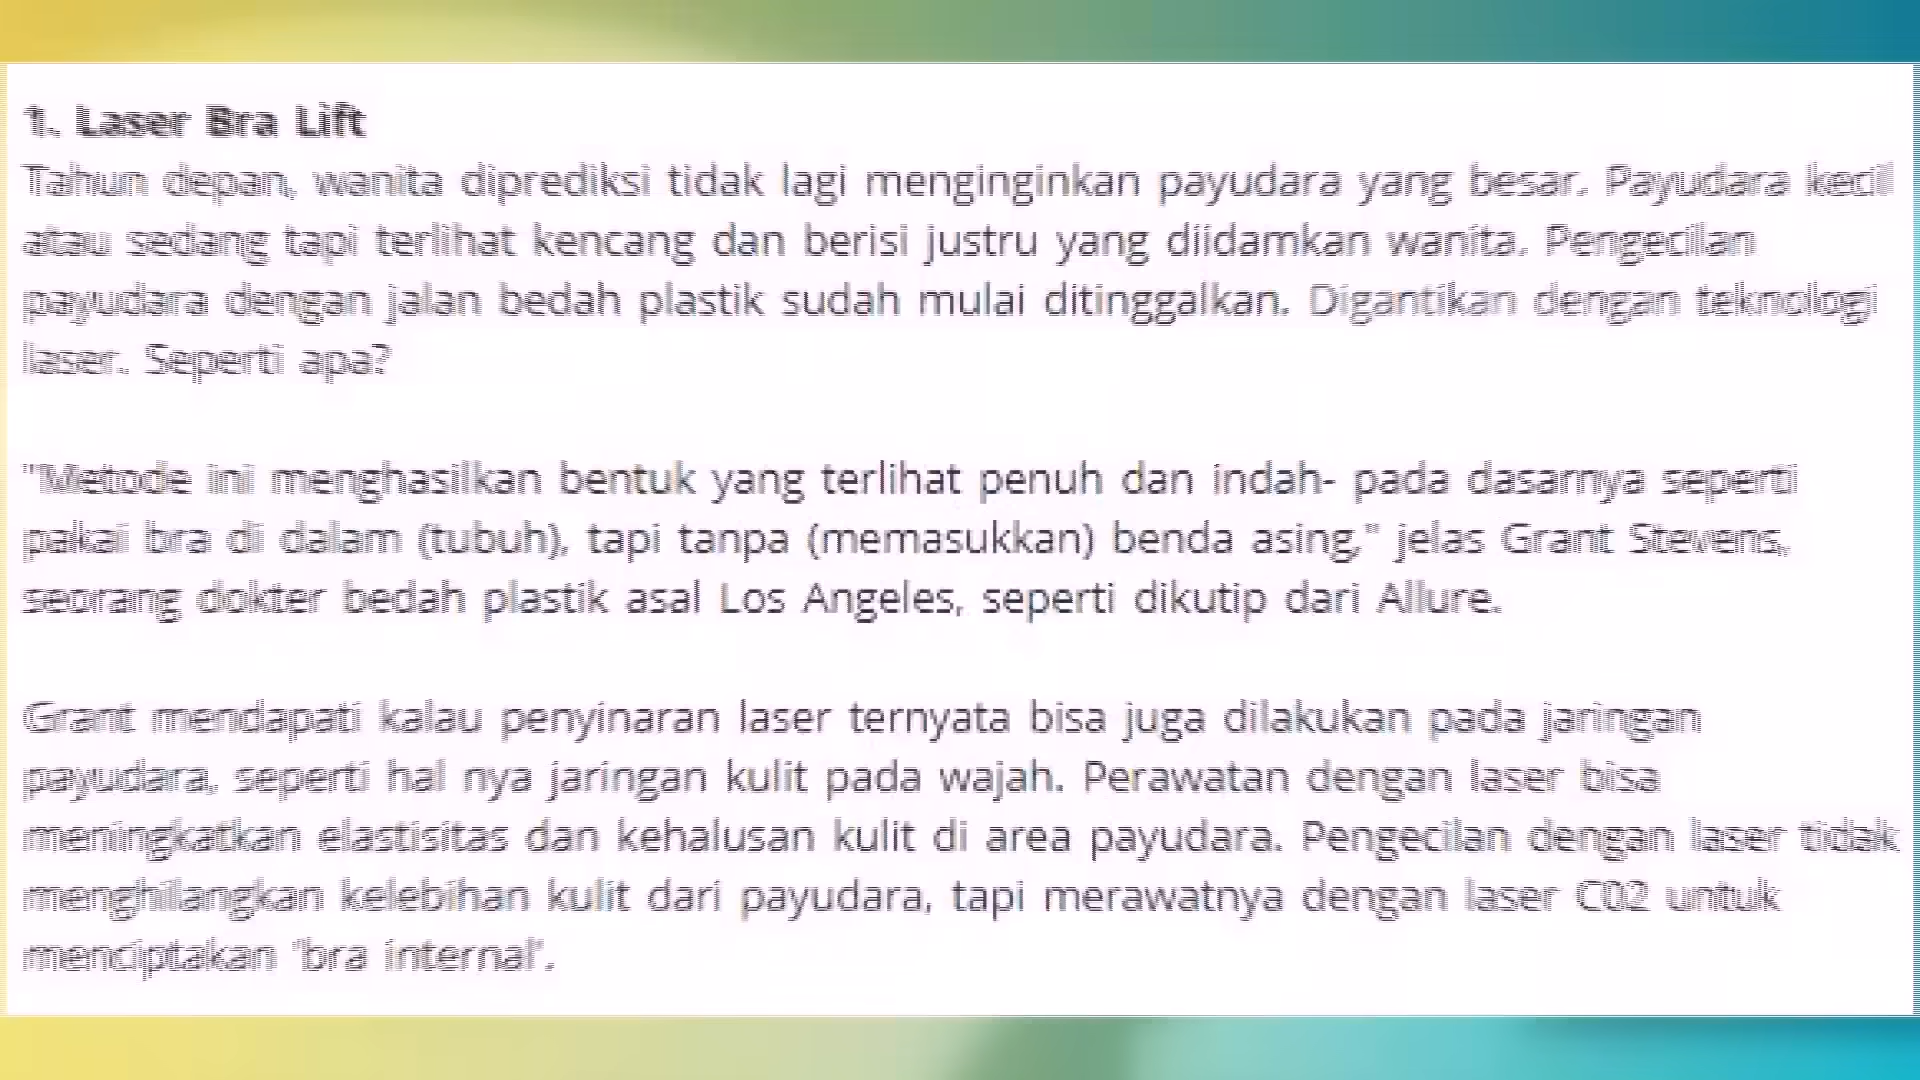 1. Laser Bra Lift
Tahun depan, wanita diprediksi tidak lagi menginginkan payudara yang besar. Payudara kecil
atau sedang tapi terlihat kencang dan berisi justru yang diidamkan wanita. Pengecilan
payudara dengan jalan bedah plastik sudah mulai ditinggalkan. Digantikan dengan teknologi
laser. Seperti apa?
"Metode ini menghasilkan bentuk yang terlihat penuh dan indah- pada dasarnya seperti
pakai bra di dalam (tubuh), tapi tanpa (memasukkan) benda asing," jelas Grant Stewens,
seorang dokter bedah plastik asal Los Angeles, seperti dikutip dari Allure.
Grant mendapati kalau penyinaran laser ternyata bisa juga dilakukan pada jaringan
payudara, seperti hal nya jaringan kulit pada wajah. Perawatan dengan laser bisa
meningkatkan elastisitas dan kehalusan kulit di area payudara. Pengecilan dengan laser tidak
menghilangkan kelebihan kulit dari payudara, tapi merawatnya dengan laser C02 untuk
menciptakan 'bra internal'.